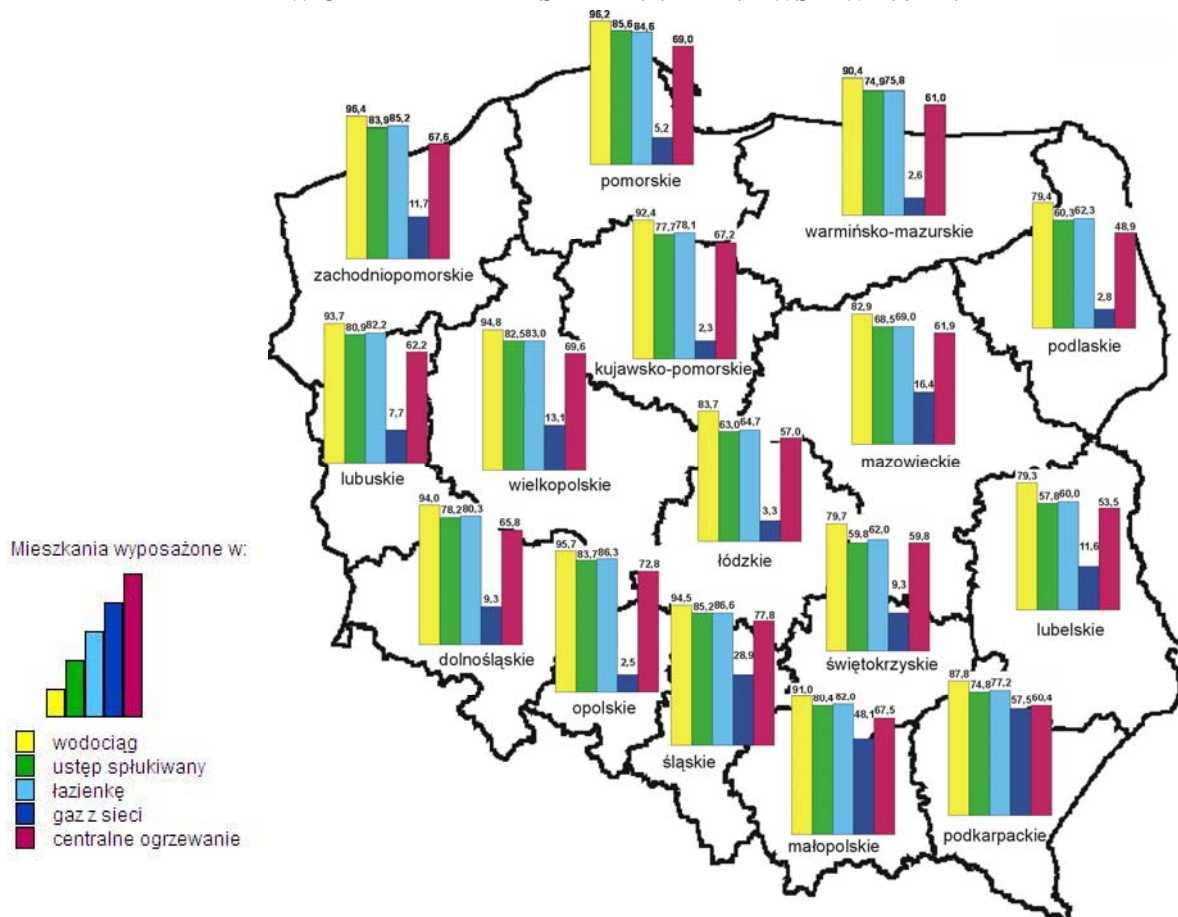 96,2
85,6 84,6
69,0
5,2
pomorskie
90,4
74,9 75,8
61,0
2,6
warmińsko-mazurskie
96,4
83,9 85,2
67,6
11,7
zachodniopomorskie
92,4
77,7 78,1
67,2
2,3
kujawsko-pomorskie
79,4
60,3 62,3
48,9
2,8
podlaskie
93,7
80,9 82,2
62,2
7,7
lubuskie
94,8
82,5 83,0
69,6
13,1
wielkopolskie
82,9
68,5 69,0
61,9
16,4
mazowieckie
83,7
63,0 64,7
57,0
3,3
łódzkie
79,3
57,8 60,0
53,5
11,6
lubelskie
94,0
78,2 80,3
65,8
9,3
dolnośląskie
95,7
83,7 86,3
72,8
2,5
opolskie
94,5
85,2 86,6
77,8
28,9
śląskie
79,7
59,8 62,0
59,8
9,3
świętokrzyskie
91,0
80,4 82,0
67,5
48,1
małopolskie
87,8
74,8 77,2
57,5 60,4
podkarpackie
Mieszkania wyposażone w:
wodociąg
ustęp spłukiwany
łazienkę
gaz z sieci
centralne ogrzewanie